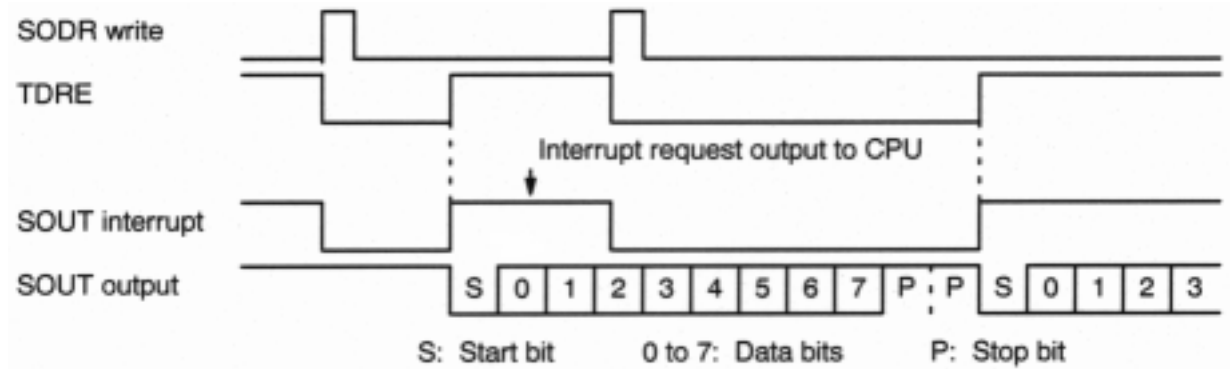 SODR write
TDRE
Interrupt request output to CPU
SOUT interrupt
SOUT output
S 0 1 2 3 4 5 6 7 P P S 0 1 2 3
S: Start bit 0 to 7: Data bits P: Stop bit